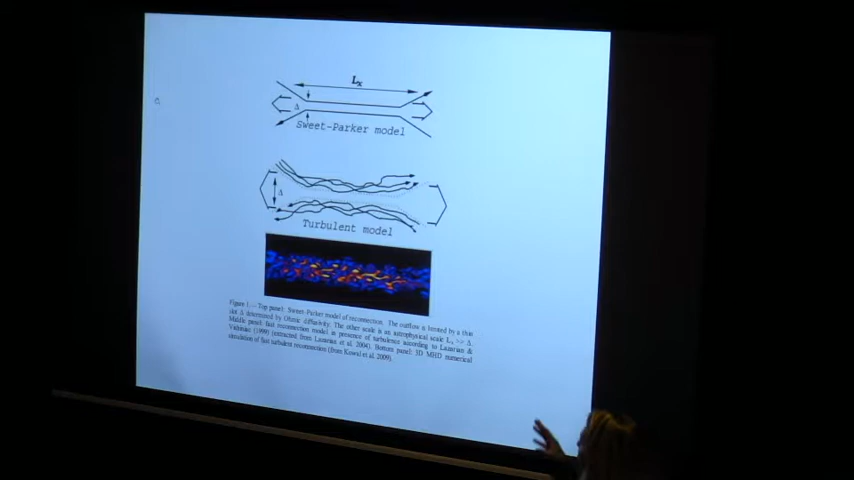 Lx
Δ
Sweet-Parker model
Δ
Turbulent model
Figure 1.— Top panel: Sweet-Parker model of reconnection. The outflow is limited by a thin
slot Δ determined by Ohmic diffusivity. The other scale is an astrophysical scale Lx >> Δ.
Middle panel: fast reconnection model in presence of turbulence according to Lazarian &
Vishniac (1999) (extracted from Lazarian et al. 2004). Bottom panel: 3D MHD numerical
simulation of fast turbulent reconnection (from Kowal et al. 2009).